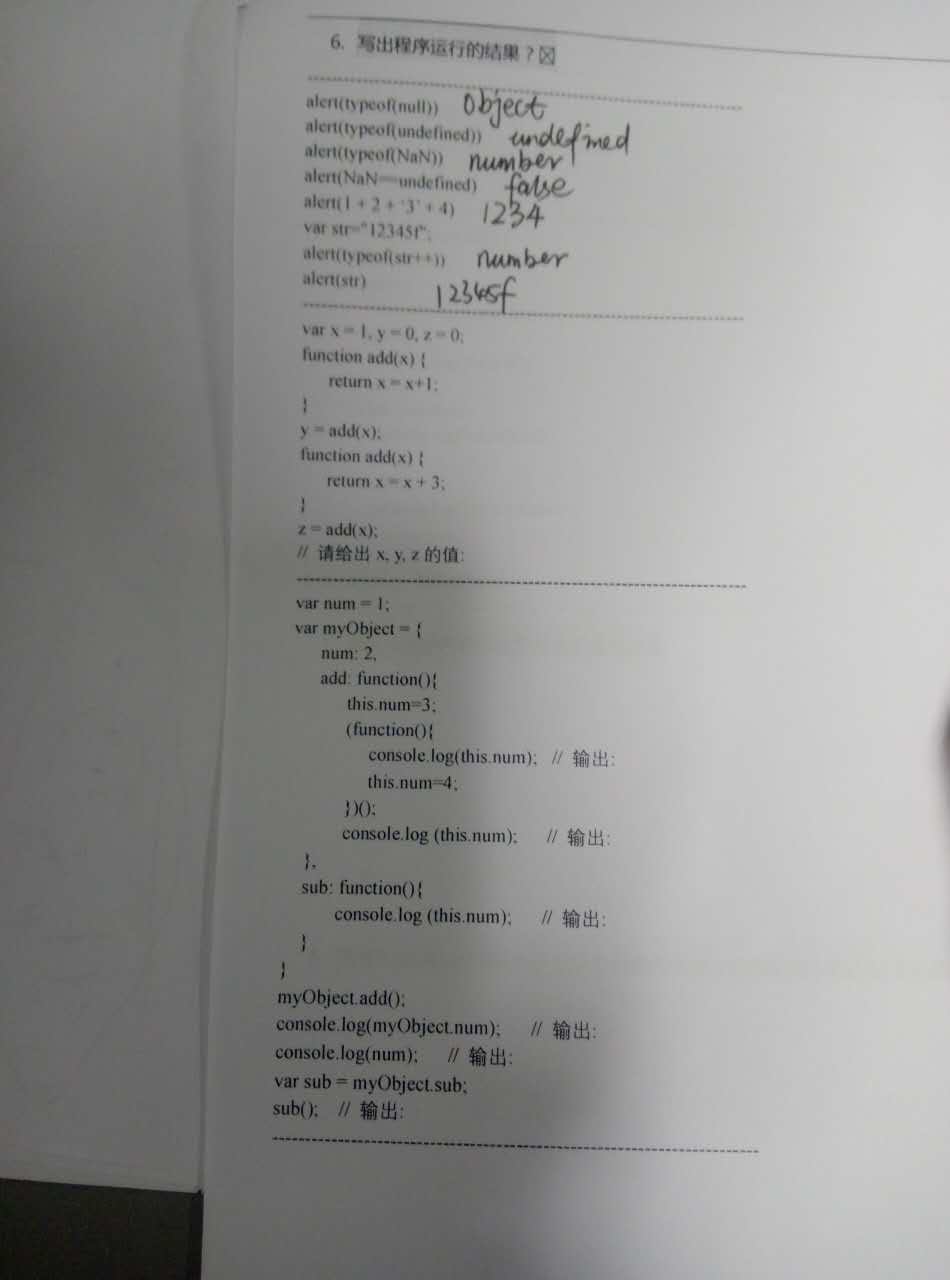 6. 写出程序运行的结果？☒
alert(typeof(null)) object
alert(typeof(undefined)) undefined
alert(typeof(NaN)) number
alert(NaN==undefined) false
alert(1 + 2 + '3' + 4) 1234
var str="12345f";
alert(typeof(str++)) number
alert(str) 12345f
var x = 1, y = 0, z = 0;
function add(x) {
return x = x+1;
}
y = add(x);
function add(x) {
return x = x + 3;
}
z = add(x);
// 请给出 x, y, z 的值:
var num = 1;
var myObject = {
num: 2,
add: function(){
this.num=3;
(function(){
console.log(this.num); // 输出:
this.num=4;
})();
console.log (this.num); // 输出:
},
sub: function(){
console.log (this.num); // 输出:
}
}
myObject.add();
console.log(myObject.num); // 输出:
console.log(num); // 输出:
var sub = myObject.sub;
sub(); // 输出: